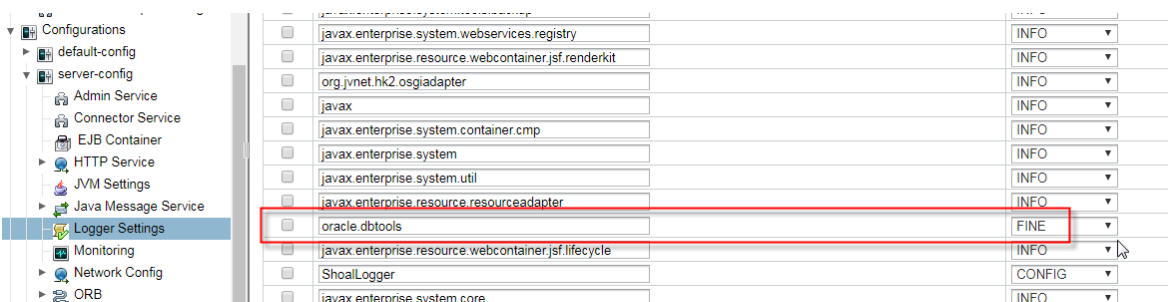 Configurations
default-config
server-config
Admin Service
Connector Service
EJB Container
HTTP Service
JVM Settings
Java Message Service
Logger Settings
Monitoring
Network Config
ORB
javax.enterprise.system.webservices.registry INFO
javax.enterprise.resource.webcontainer.jsf.renderkit INFO
org.jvnet.hk2.osgiadapter INFO
javax INFO
javax.enterprise.system.container.cmp INFO
javax.enterprise.system INFO
javax.enterprise.system.util INFO
javax.enterprise.resource.resourceadapter INFO
oracle.dbtools FINE
javax.enterprise.resource.webcontainer.jsf.lifecycle INFO
ShoalLogger CONFIG
javax.enterprise.system.core INFO